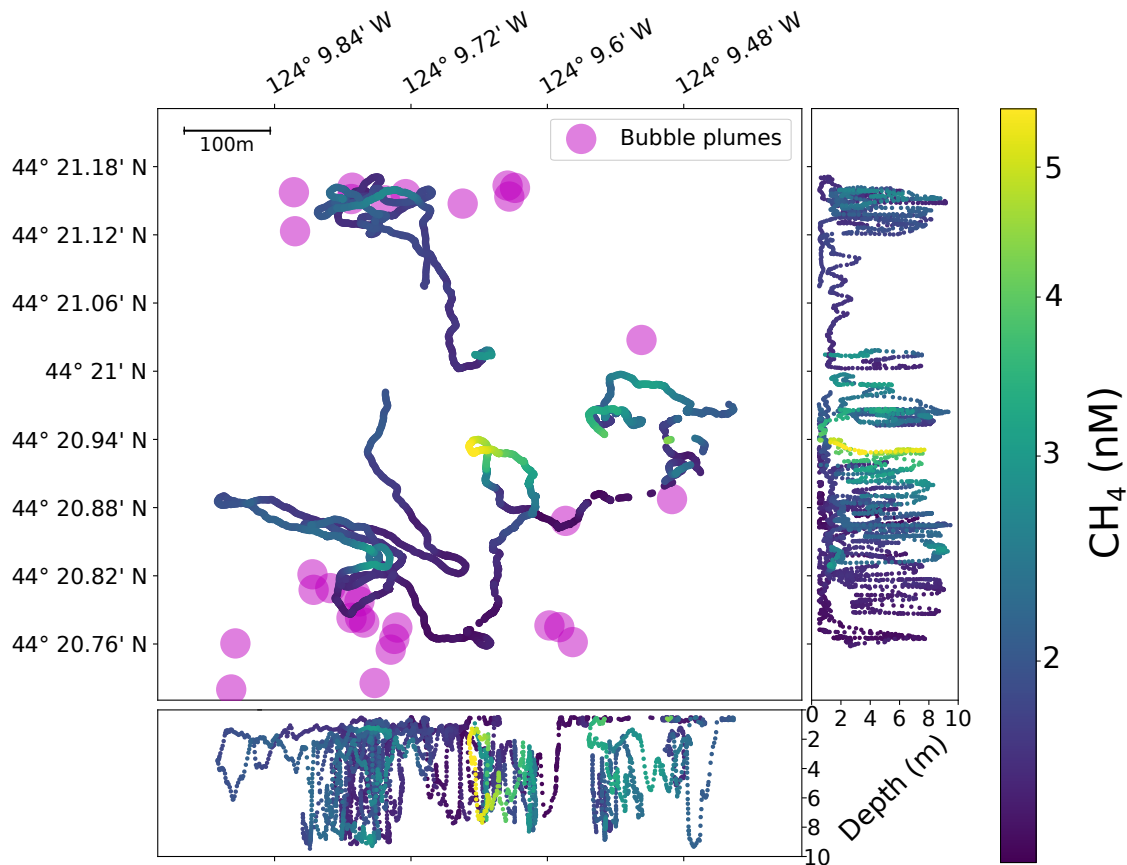 124° 9.84' W
124° 9.72' W
124° 9.6' W
124° 9.48' W
100m
Bubble plumes
44° 21.18' N
44° 21.12' N
44° 21.06' N
44° 21' N
44° 20.94' N
44° 20.88' N
44° 20.82' N
44° 20.76' N
2 4 6 8 10
0
2
4
6
8
10
Depth (m)
5
4
3
2
CH₄ (nM)